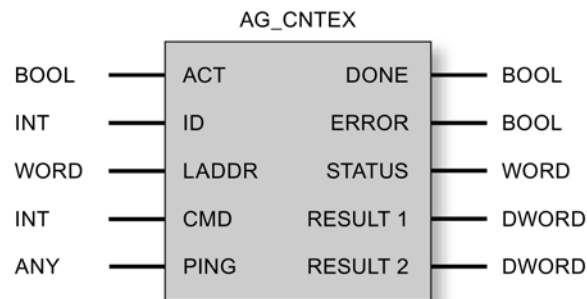 AG_CNTEX
BOOL ACT DONE BOOL
INT ID ERROR BOOL
WORD LADDR STATUS WORD
INT CMD RESULT 1 DWORD
ANY PING RESULT 2 DWORD